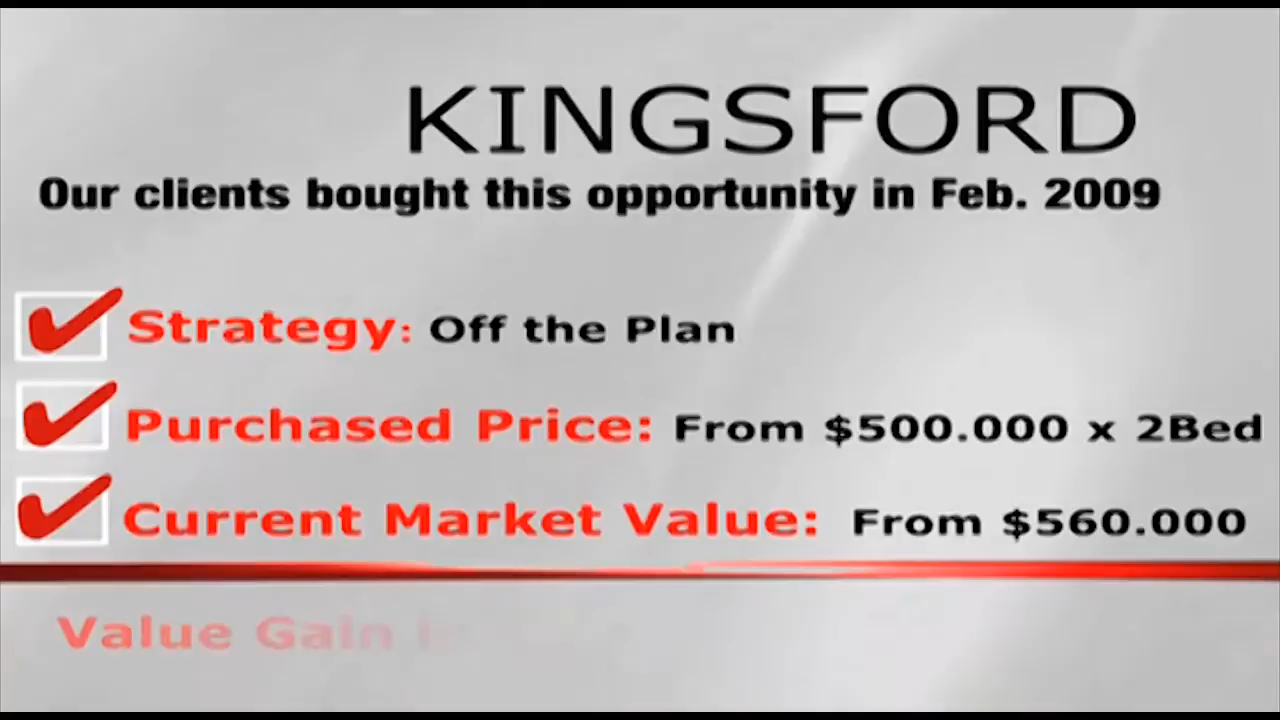 KINGSFORD
Our clients bought this opportunity in Feb. 2009
Strategy: Off the Plan
Purchased Price: From $500.000 x 2Bed
Current Market Value: From $560.000
Value Gain